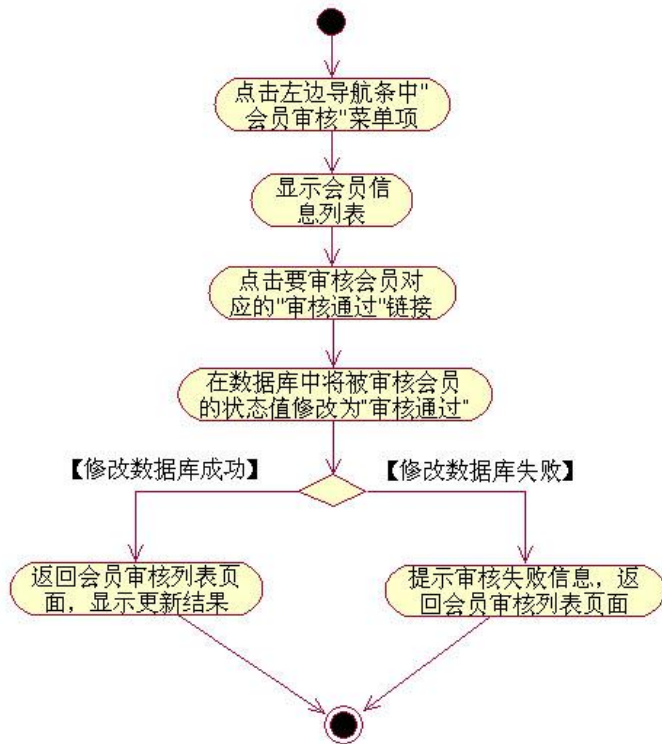 点击左边导航条中"
会员审核"菜单项
显示会员信
息列表
点击要审核会员对
应的"审核通过"链接
在数据库中将被审核会员
的状态值修改为"审核通过"
【修改数据库成功】
【修改数据库失败】
返回会员审核列表页
面，显示更新结果
提示审核失败信息，返
回会员审核列表页面